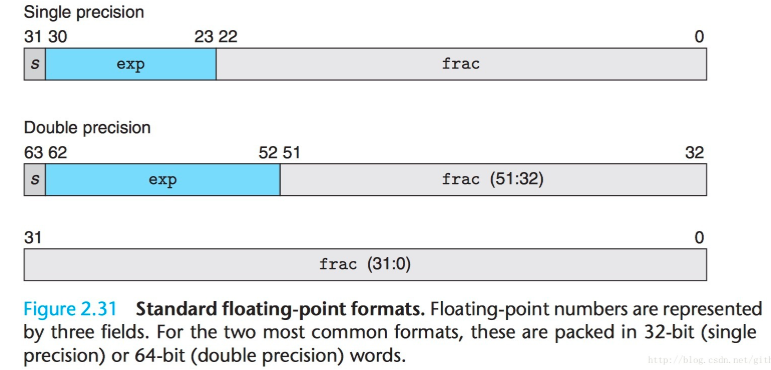 Single precision
31 30 23 22 0
s exp frac
Double precision
63 62 52 51 32
s exp frac (51:32)
31 0
frac (31:0)
Figure 2.31 Standard floating-point formats. Floating-point numbers are represented
by three fields. For the two most common formats, these are packed in 32-bit (single
precision) or 64-bit (double precision) words.
http://blog.csdn.net/gitl